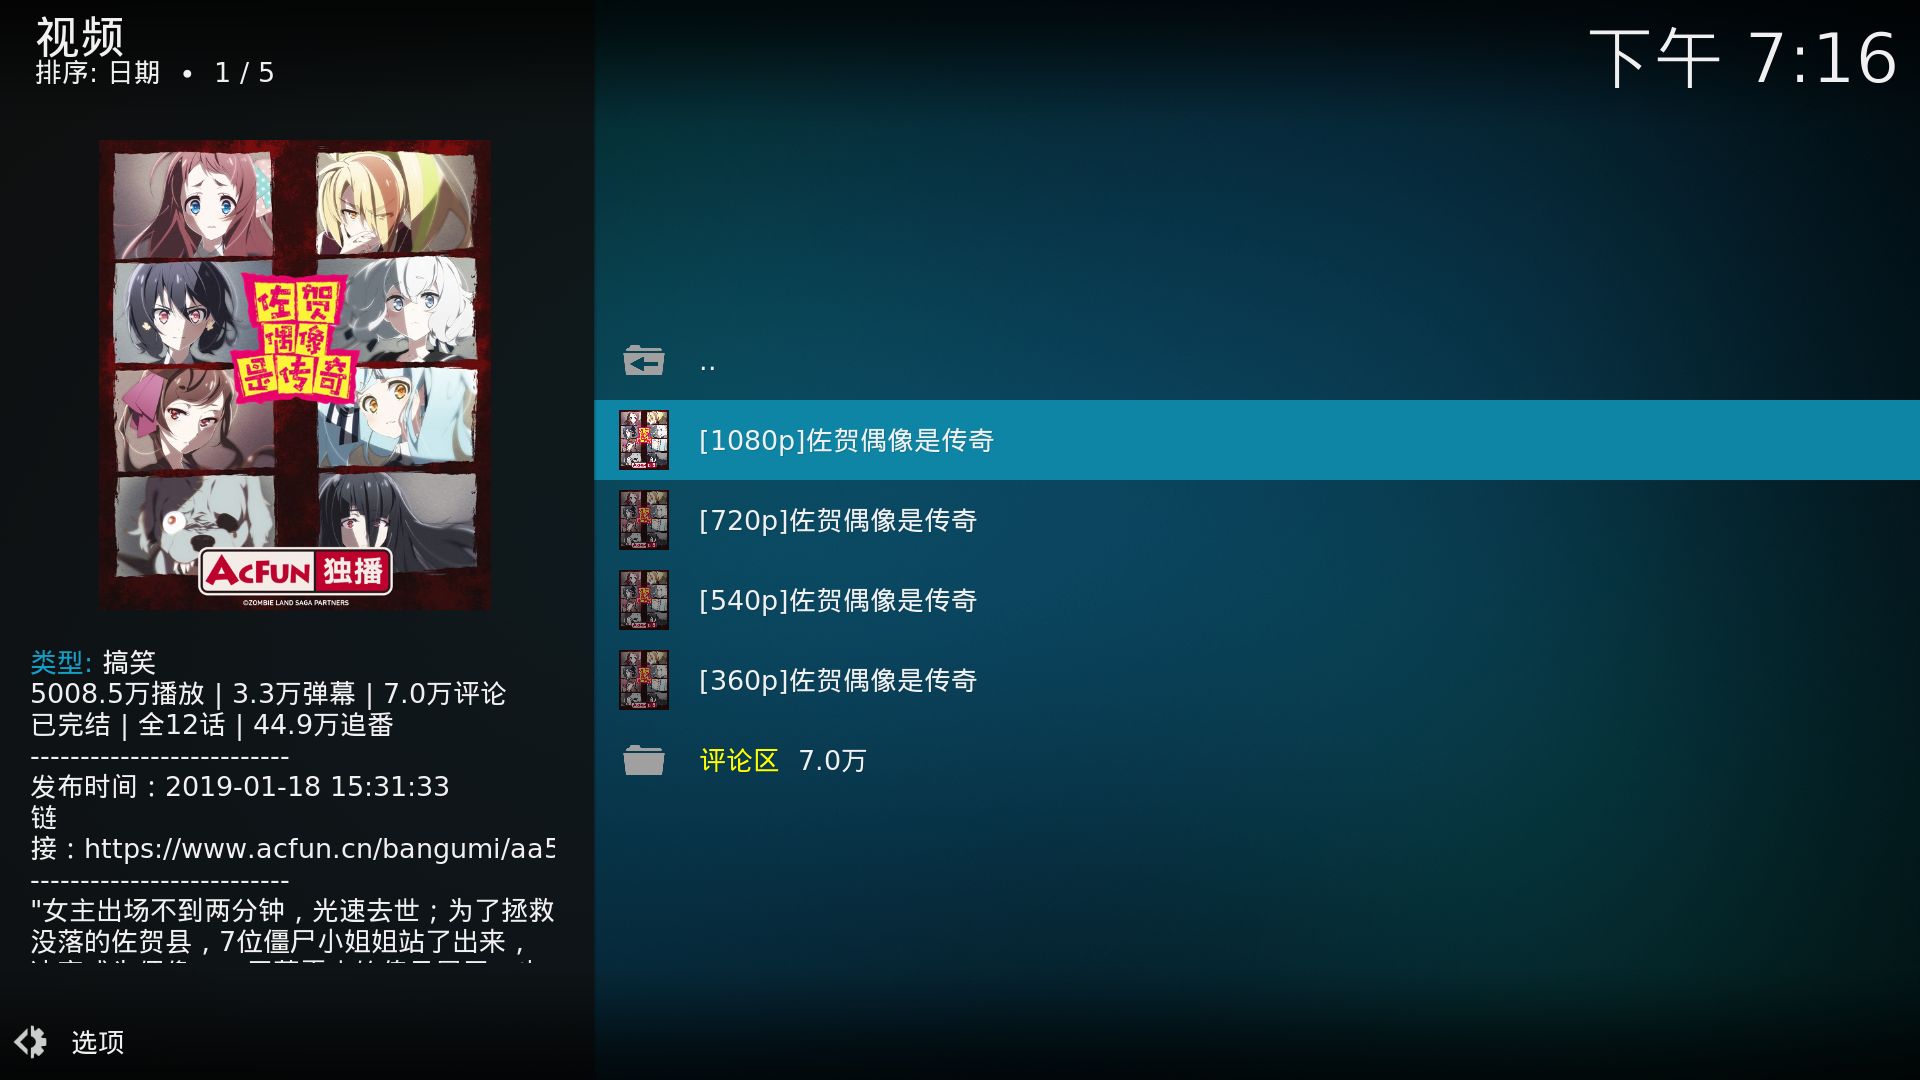 视频
排序: 日期 • 1 / 5
下午 7:16
佐贺
偶像
是传奇
AcFun 独播
©ZOMBIE LAND SAGA PARTNERS
类型: 搞笑
5008.5万播放 | 3.3万弹幕 | 7.0万评论
已完结 | 全12话 | 44.9万追番
--------------------------
发布时间：2019-01-18 15:31:33
链
接：https://www.acfun.cn/bangumi/aa5
--------------------------
"女主出场不到两分钟，光速去世；为了拯救
没落的佐贺县，7位僵尸小姐姐站了出来，
..
[1080p]佐贺偶像是传奇
[720p]佐贺偶像是传奇
[540p]佐贺偶像是传奇
[360p]佐贺偶像是传奇
评论区 7.0万
选项